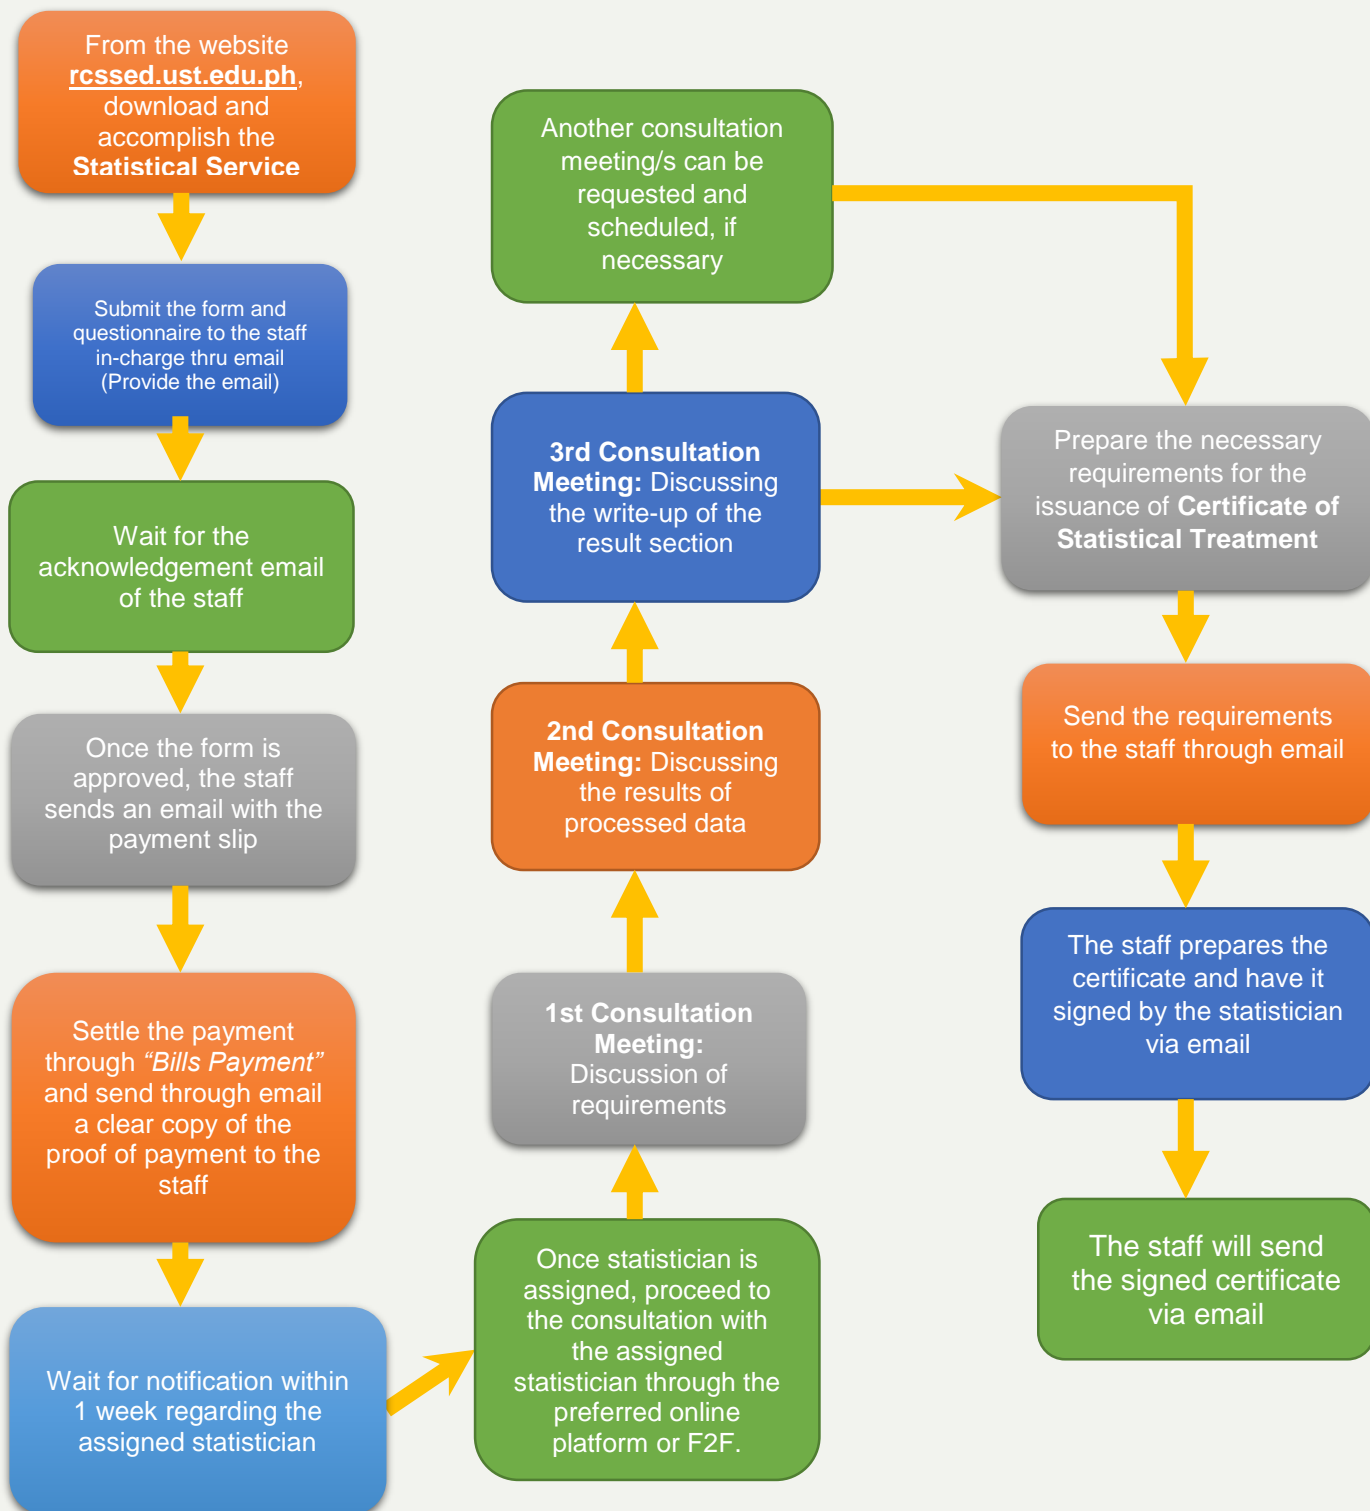 From the website
rcssed.ust.edu.ph,
download and
accomplish the
Statistical Service
Submit the form and
questionnaire to the staff
in-charge thru email
(Provide the email)
Wait for the
acknowledgement email
of the staff
Once the form is
approved, the staff
sends an email with the
payment slip
Settle the payment
through “Bills Payment”
and send through email
a clear copy of the
proof of payment to the
staff
Wait for notification within
1 week regarding the
assigned statistician
Once statistician is
assigned, proceed to
the consultation with
the assigned
statistician through the
preferred online
platform or F2F.
1st Consultation
Meeting:
Discussion of
requirements
2nd Consultation
Meeting: Discussing
the results of
processed data
3rd Consultation
Meeting: Discussing
the write-up of the
result section
Another consultation
meeting/s can be
requested and
scheduled, if
necessary
Prepare the necessary
requirements for the
issuance of Certificate of
Statistical Treatment
Send the requirements
to the staff through email
The staff prepares the
certificate and have it
signed by the statistician
via email
The staff will send
the signed certificate
via email